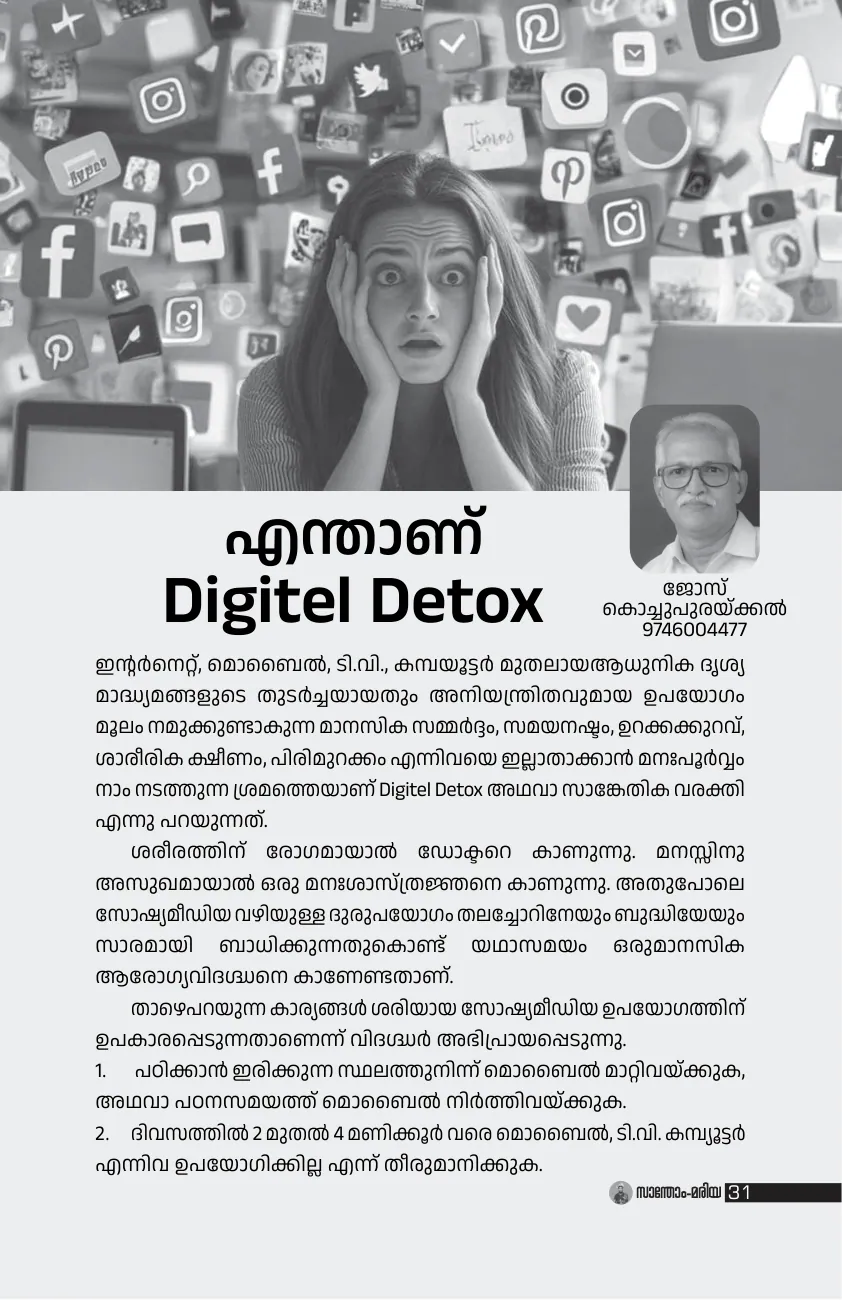 എന്താണ്
Digitel Detox
ജോസ്
കൊച്ചുപുരയ്ക്കൽ
9746004477
ഇന്റർനെറ്റ്, മൊബൈൽ, ടി.വി., കമ്പയൂട്ടർ മുതലായആധുനിക ദൃശ്യ
മാദ്ധ്യമങ്ങളുടെ തുടർച്ചയായതും അനിയന്ത്രിതവുമായ ഉപയോഗം
മൂലം നമുക്കുണ്ടാകുന്ന മാനസിക സമ്മർദ്ദം, സമയനഷ്ടം, ഉറക്കക്കുറവ്,
ശാരീരിക ക്ഷീണം, പിരിമുറക്കം എന്നിവയെ ഇല്ലാതാക്കാൻ മനഃപൂർവ്വം
നാം നടത്തുന്ന ശ്രമത്തെയാണ് Digitel Detox അഥവാ സാങ്കേതിക വരക്തി
എന്നു പറയുന്നത്.
ശരീരത്തിന് രോഗമായാൽ ഡോക്ടറെ കാണുന്നു. മനസ്സിനു
അസുഖമായാൽ ഒരു മനഃശാസ്ത്രജ്ഞനെ കാണുന്നു. അതുപോലെ
സോഷ്യമീഡിയ വഴിയുള്ള ദുരുപയോഗം തലച്ചോറിനേയും ബുദ്ധിയേയും
സാരമായി ബാധിക്കുന്നതുകൊണ്ട് യഥാസമയം ഒരുമാനസിക
ആരോഗ്യവിദഗ്ദ്ധനെ കാണേണ്ടതാണ്.
താഴെപറയുന്ന കാര്യങ്ങൾ ശരിയായ സോഷ്യമീഡിയ ഉപയോഗത്തിന്
ഉപകാരപ്പെടുന്നതാണെന്ന് വിദഗ്ദ്ധർ അഭിപ്രായപ്പെടുന്നു.
1. പഠിക്കാൻ ഇരിക്കുന്ന സ്ഥലത്തുനിന്ന് മൊബൈൽ മാറ്റിവയ്ക്കുക,
അഥവാ പഠനസമയത്ത് മൊബൈൽ നിർത്തിവയ്ക്കുക.
2. ദിവസത്തിൽ 2 മുതൽ 4 മണിക്കൂർ വരെ മൊബൈൽ, ടി.വി. കമ്പ്യൂട്ടർ
എന്നിവ ഉപയോഗിക്കില്ല എന്ന് തീരുമാനിക്കുക.
സാന്തോം-മരിയ 31